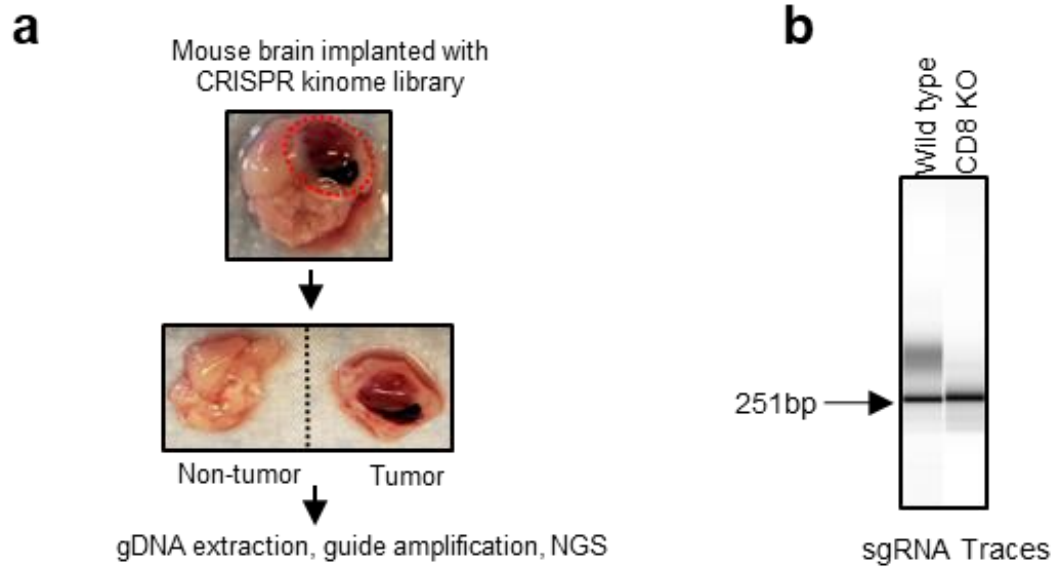 a
Mouse brain implanted with
CRISPR kinome library
Non-tumor
Tumor
gDNA extraction, guide amplification, NGS
b
Wild type
CD8 KO
251bp
sgRNA Traces